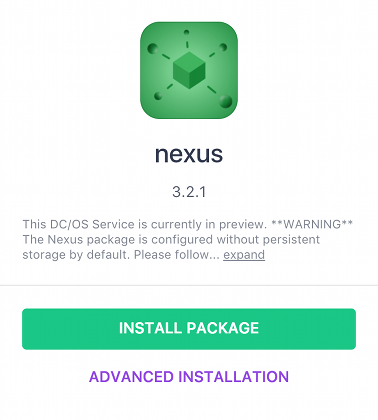 nexus
3.2.1
This DC/OS Service is currently in preview. **WARNING**
The Nexus package is configured without persistent
storage by default. Please follow... expand
INSTALL PACKAGE
ADVANCED INSTALLATION